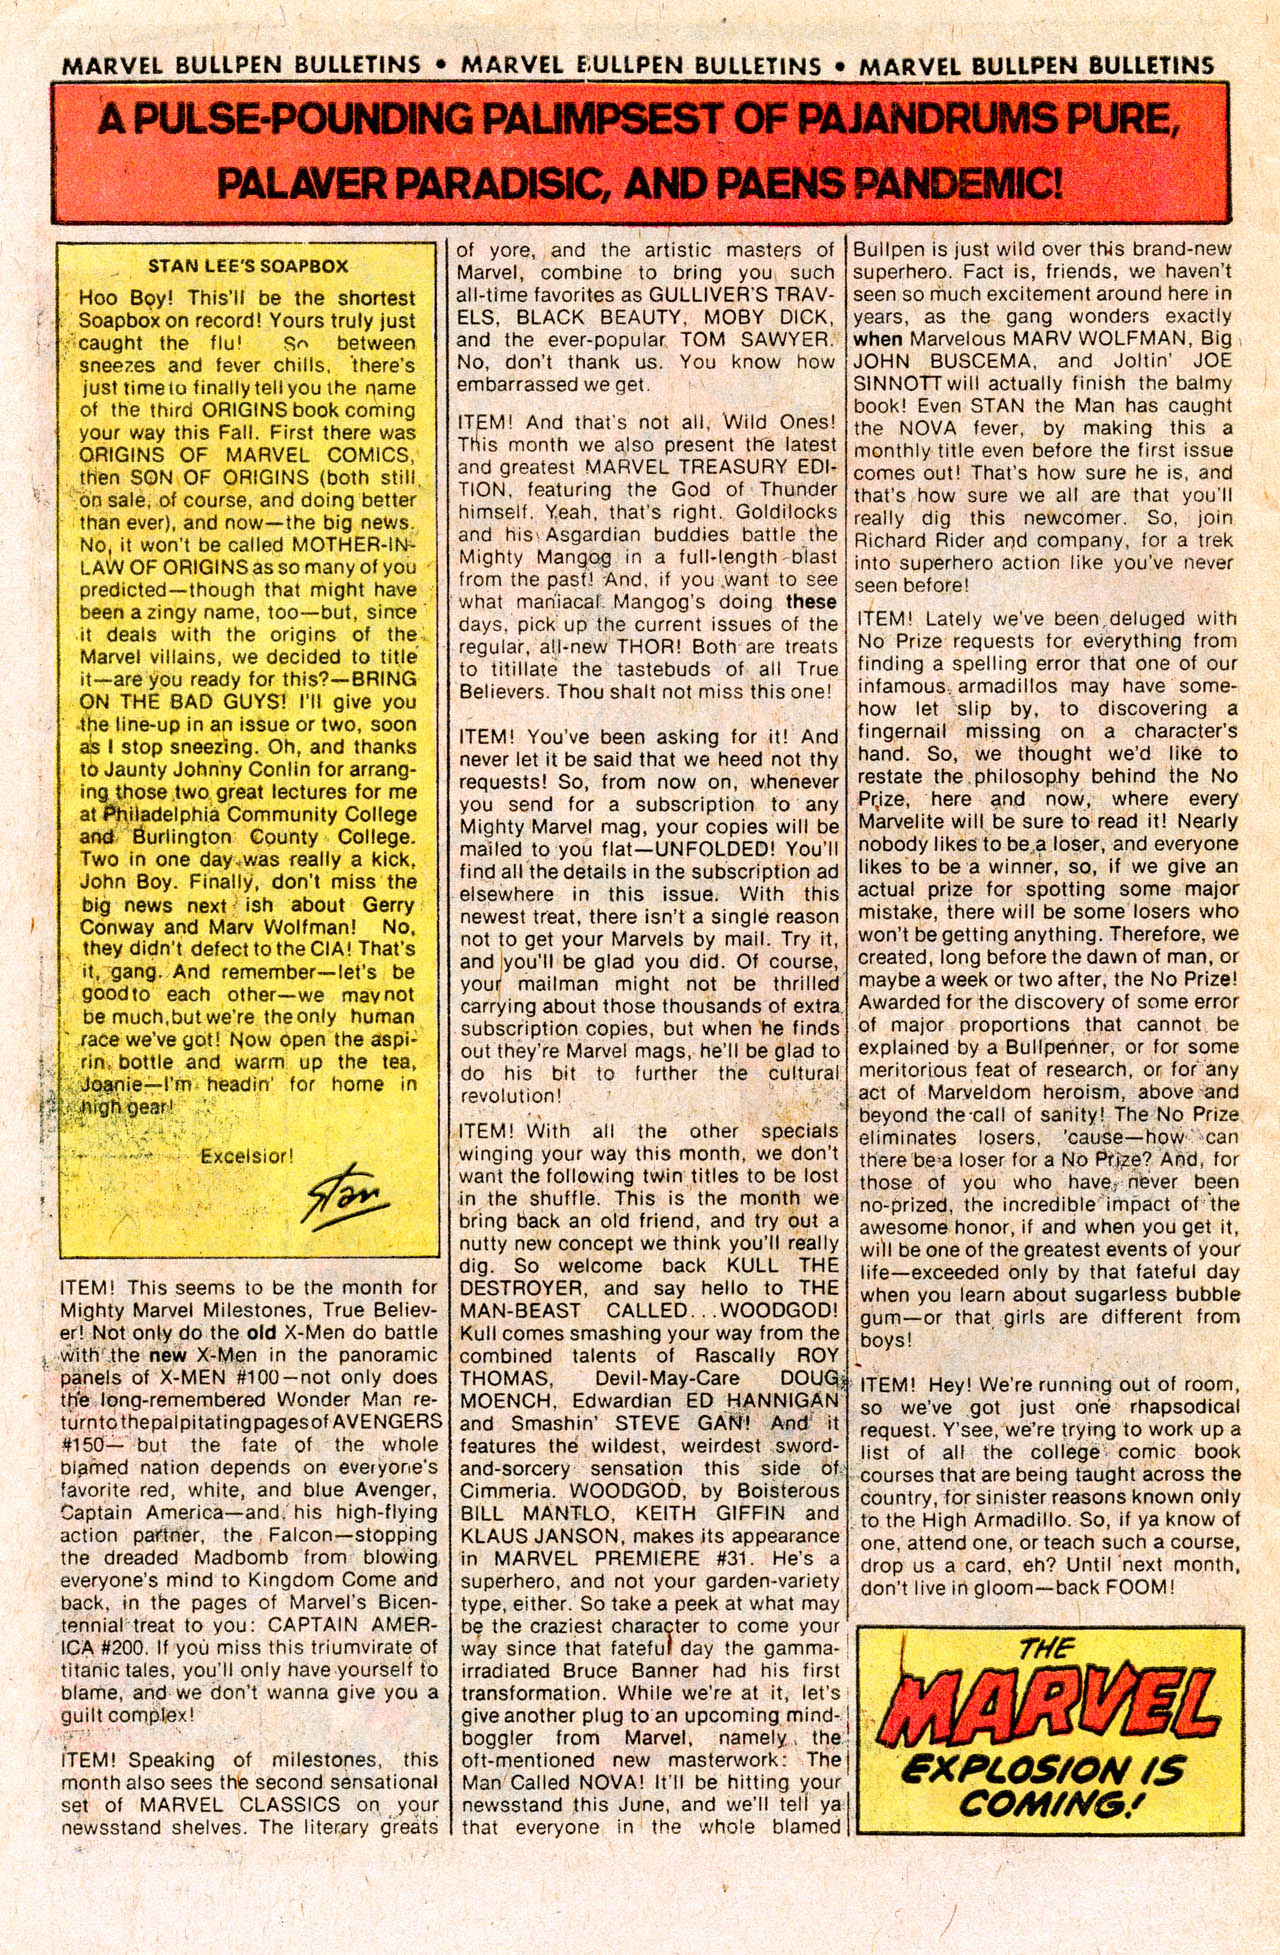 MARVEL BULLPEN BULLETINS • MARVEL BULLPEN BULLETINS • MARVEL BULLPEN BULLETINS
A PULSE-POUNDING PALIMPSEST OF PAJANDRUMS PURE,
PALAVER PARADISIC, AND PAENS PANDEMIC!
STAN LEE'S SOAPBOX
Hoo Boy! This'll be the shortest
Soapbox on record! Yours truly just
caught the flu! So between
sneezes and fever chills, there's
just time to finally tell you the name
of the third ORIGINS book coming
your way this Fall. First there was
ORIGINS OF MARVEL COMICS,
then SON OF ORIGINS (both still
on sale, of course, and doing better
than ever), and now—the big news.
No, it won't be called MOTHER-IN-
LAW OF ORIGINS as so many of you
predicted—though that might have
been a zingy name, too—but, since
it deals with the origins of the
Marvel villains, we decided to title
it—are you ready for this?—BRING
ON THE BAD GUYS! I'll give you
the line-up in an issue or two, soon
as I stop sneezing. Oh, and thanks
to Jaunty Johnny Conlin for arrang-
ing those two great lectures for me
at Philadelphia Community College
and Burlington County College.
Two in one day was really a kick,
John Boy. Finally, don't miss the
big news next ish about Gerry
Conway and Marv Wolfman! No,
they didn't defect to the CIA! That's
it, gang. And remember—let's be
good to each other—we may not
be much, but we're the only human
race we've got! Now open the aspi-
rin bottle and warm up the tea,
Joanie—I'm headin' for home in
high gear!
Excelsior!
Stan
ITEM! This seems to be the month for
Mighty Marvel Milestones, True Believ-
er! Not only do the old X-Men do battle
with the new X-Men in the panoramic
panels of X-MEN #100—not only does
the long-remembered Wonder Man re-
turn to the palpitating pages of AVENGERS
#150— but the fate of the whole
blamed nation depends on everyone's
favorite red, white, and blue Avenger,
Captain America—and his high-flying
action partner, the Falcon—stopping
the dreaded Madbomb from blowing
everyone's mind to Kingdom Come and
back, in the pages of Marvel's Bicen-
tennial treat to you: CAPTAIN AMER-
ICA #200. If you miss this triumvirate of
titanic tales, you'll only have yourself to
blame, and we don't wanna give you a
guilt complex!
ITEM! Speaking of milestones, this
month also sees the second sensational
set of MARVEL CLASSICS on your
newsstand shelves. The literary greats
of yore, and the artistic masters of
Marvel, combine to bring you such
all-time favorites as GULLIVER'S TRAV-
ELS, BLACK BEAUTY, MOBY DICK,
and the ever-popular TOM SAWYER.
No, don't thank us. You know how
embarrassed we get.
ITEM! And that's not all, Wild Ones!
This month we also present the latest
and greatest MARVEL TREASURY EDI-
TION, featuring the God of Thunder
himself. Yeah, that's right. Goldilocks
and his Asgardian buddies battle the
Mighty Mangog in a full-length blast
from the past! And, if you want to see
what maniacal Mangog's doing these
days, pick up the current issues of the
regular, all-new THOR! Both are treats
to titillate the tastebuds of all True
Believers. Thou shalt not miss this one!
ITEM! You've been asking for it! And
never let it be said that we heed not thy
requests! So, from now on, whenever
you send for a subscription to any
Mighty Marvel mag, your copies will be
mailed to you flat—UNFOLDED! You'll
find all the details in the subscription ad
elsewhere in this issue. With this
newest treat, there isn't a single reason
not to get your Marvels by mail. Try it,
and you'll be glad you did. Of course,
your mailman might not be thrilled
carrying about those thousands of extra
subscription copies, but when he finds
out they're Marvel mags, he'll be glad to
do his bit to further the cultural
revolution!
ITEM! With all the other specials
winging your way this month, we don't
want the following twin titles to be lost
in the shuffle. This is the month we
bring back an old friend, and try out a
nutty new concept we think you'll really
dig. So welcome back KULL THE
DESTROYER, and say hello to THE
MAN-BEAST CALLED...WOODGOD!
Kull comes smashing your way from the
combined talents of Rascally ROY
THOMAS, Devil-May-Care DOUG
MOENCH, Edwardian ED HANNIGAN
and Smashin' STEVE GAN! And it
features the wildest, weirdest sword-
and-sorcery sensation this side of
Cimmeria. WOODGOD, by Boisterous
BILL MANTLO, KEITH GIFFIN and
KLAUS JANSON, makes its appearance
in MARVEL PREMIERE #31. He's a
superhero, and not your garden-variety
type, either. So take a peek at what may
be the craziest character to come your
way since that fateful day the gamma-
irradiated Bruce Banner had his first
transformation. While we're at it, let's
give another plug to an upcoming mind-
boggler from Marvel, namely the
oft-mentioned new masterwork: The
Man Called NOVA! It'll be hitting your
newsstand this June, and we'll tell ya
that everyone in the whole blamed
Bullpen is just wild over this brand-new
superhero. Fact is, friends, we haven't
seen so much excitement around here in
years, as the gang wonders exactly
when Marvelous MARV WOLFMAN, Big
JOHN BUSCEMA, and Joltin' JOE
SINNOTT will actually finish the balmy
book! Even STAN the Man has caught
the NOVA fever, by making this a
monthly title even before the first issue
comes out! That's how sure he is, and
that's how sure we all are that you'll
really dig this newcomer. So, join
Richard Rider and company, for a trek
into superhero action like you've never
seen before!
ITEM! Lately we've been deluged with
No Prize requests for everything from
finding a spelling error that one of our
infamous armadillos may have some-
how let slip by, to discovering a
fingernail missing on a character's
hand. So, we thought we'd like to
restate the philosophy behind the No
Prize, here and now, where every
Marvelite will be sure to read it! Nearly
nobody likes to be a loser, and everyone
likes to be a winner, so, if we give an
actual prize for spotting some major
mistake, there will be some losers who
won't be getting anything. Therefore, we
created, long before the dawn of man, or
maybe a week or two after, the No Prize!
Awarded for the discovery of some error
of major proportions that cannot be
explained by a Bullpenner, or for some
meritorious feat of research, or for any
act of Marveldom heroism, above and
beyond the call of sanity! The No Prize
eliminates losers, 'cause—how can
there be a loser for a No Prize? And, for
those of you who have never been
no-prized, the incredible impact of the
awesome honor, if and when you get it,
will be one of the greatest events of your
life—exceeded only by that fateful day
when you learn about sugarless bubble
gum—or that girls are different from
boys!
ITEM! Hey! We're running out of room,
so we've got just one rhapsodical
request. Y'see, we're trying to work up a
list of all the college comic book
courses that are being taught across the
country, for sinister reasons known only
to the High Armadillo. So, if ya know of
one, attend one, or teach such a course,
drop us a card, eh? Until next month,
don't live in gloom—back FOOM!
THE
MARVEL
EXPLOSION IS
COMING!